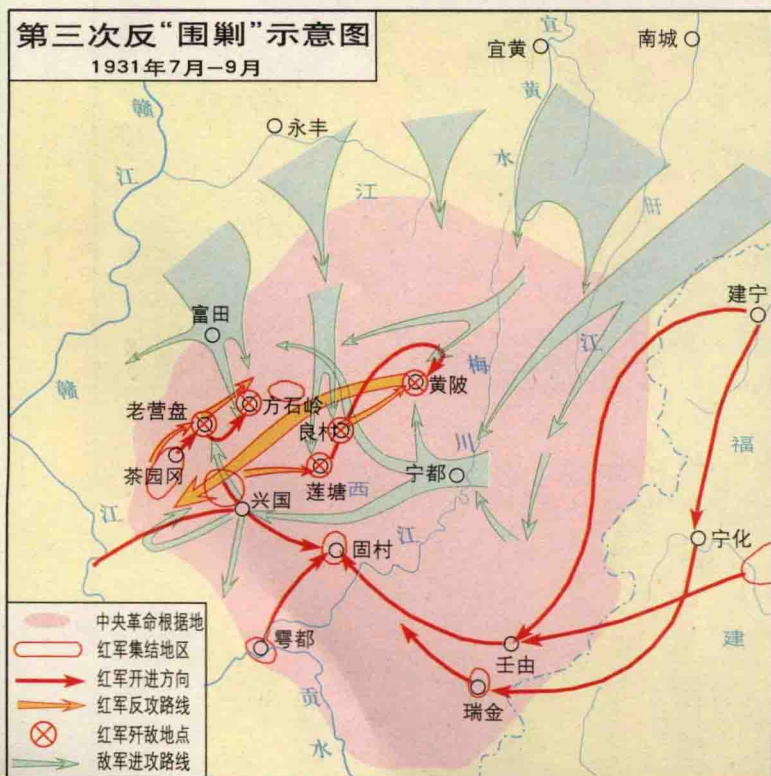 第三次反“围剿”示意图
1931年7月—9月
宜黄
南城
宜
黄
水
赣
江
永丰
江
盱
建宁
富田
江
赣
梅
川
黄陂
方石岭
老营盘
良村
茶园冈
莲塘
西
宁都
福
江
兴国
江
宁化
固村
雩都
壬田
建
瑞金
贡
水
中央革命根据地
红军集结地区
红军开进方向
红军反攻路线
红军歼敌地点
敌军进攻路线